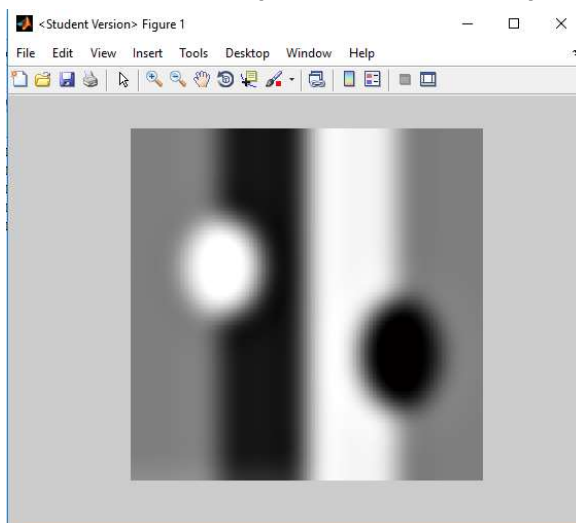 <Student Version> Figure 1
File Edit View Insert Tools Desktop Window Help